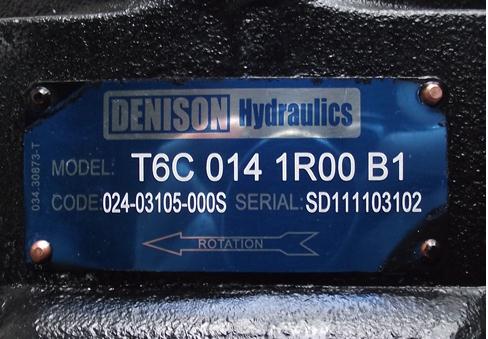 DENISON Hydraulics
MODEL: T6C 014 1R00 B1
CODE: 024-03105-000S SERIAL: SD111103102
ROTATION
034.30873-T